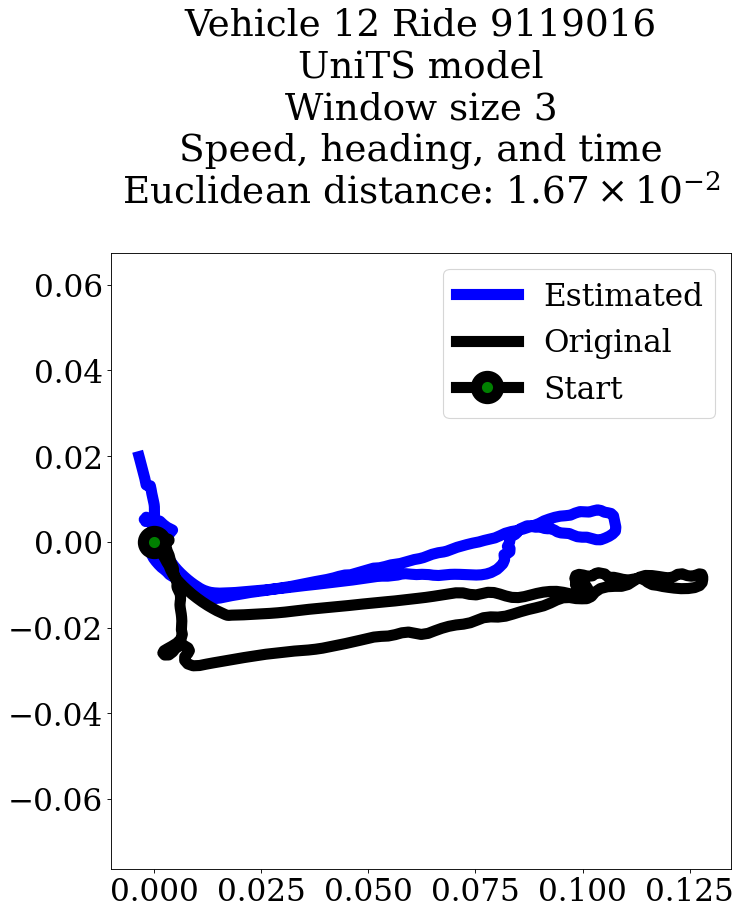 Vehicle 12 Ride 9119016
UniTS model
Window size 3
Speed, heading, and time
Euclidean distance: 1.67 × 10⁻²
Estimated
Original
Start
0.06
0.04
0.02
0.00
−0.02
−0.04
−0.06
0.000 0.025 0.050 0.075 0.100 0.125